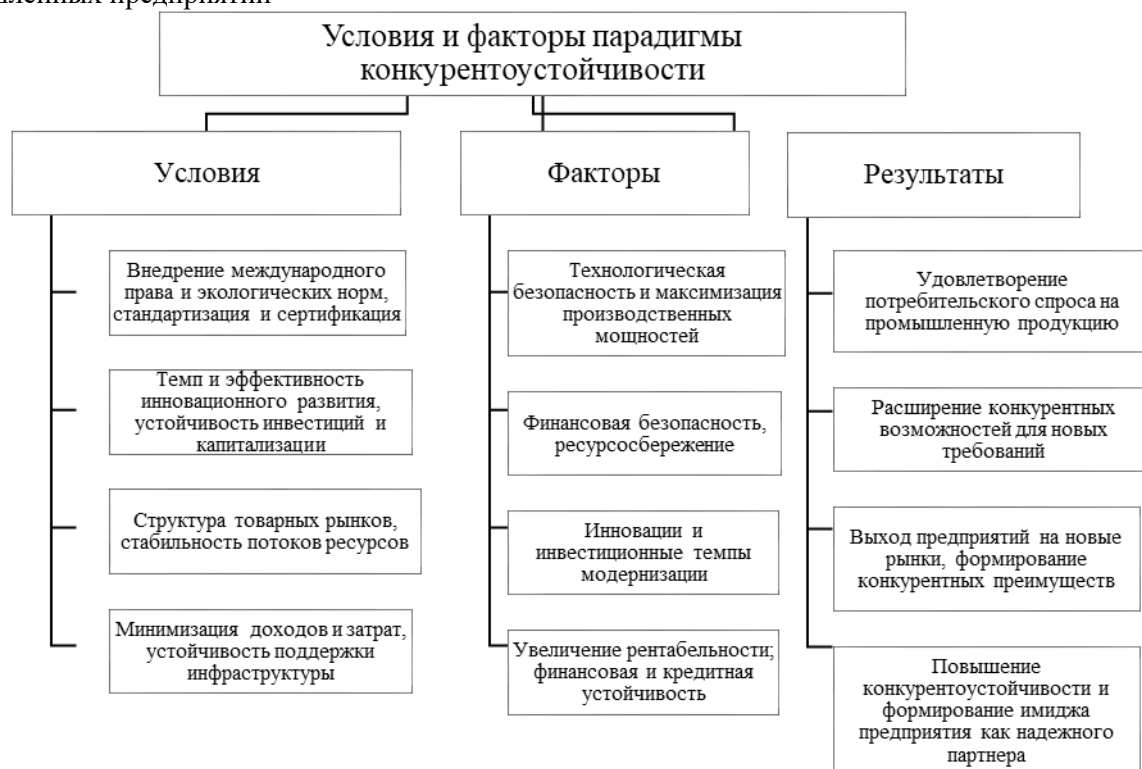 предприятий
Условия и факторы парадигмы
конкурентоустойчивости
Условия
Факторы
Результаты
Внедрение международного
права и экологических норм,
стандартизация и сертификация
Темп и эффективность
инновационного развития,
устойчивость инвестиций и
капитализации
Структура товарных рынков,
стабильность потоков ресурсов
Минимизация доходов и затрат,
устойчивость поддержки
инфраструктуры
Технологическая
безопасность и максимизация
производственных
мощностей
Финансовая безопасность,
ресурсосбережение
Инновации и
инвестиционные темпы
модернизации
Увеличение рентабельности;
финансовая и кредитная
устойчивость
Удовлетворение
потребительского спроса на
промышленную продукцию
Расширение конкурентных
возможностей для новых
требований
Выход предприятий на новые
рынки, формирование
конкурентных преимуществ
Повышение
конкурентоустойчивости и
формирование имиджа
предприятия как надежного
партнера